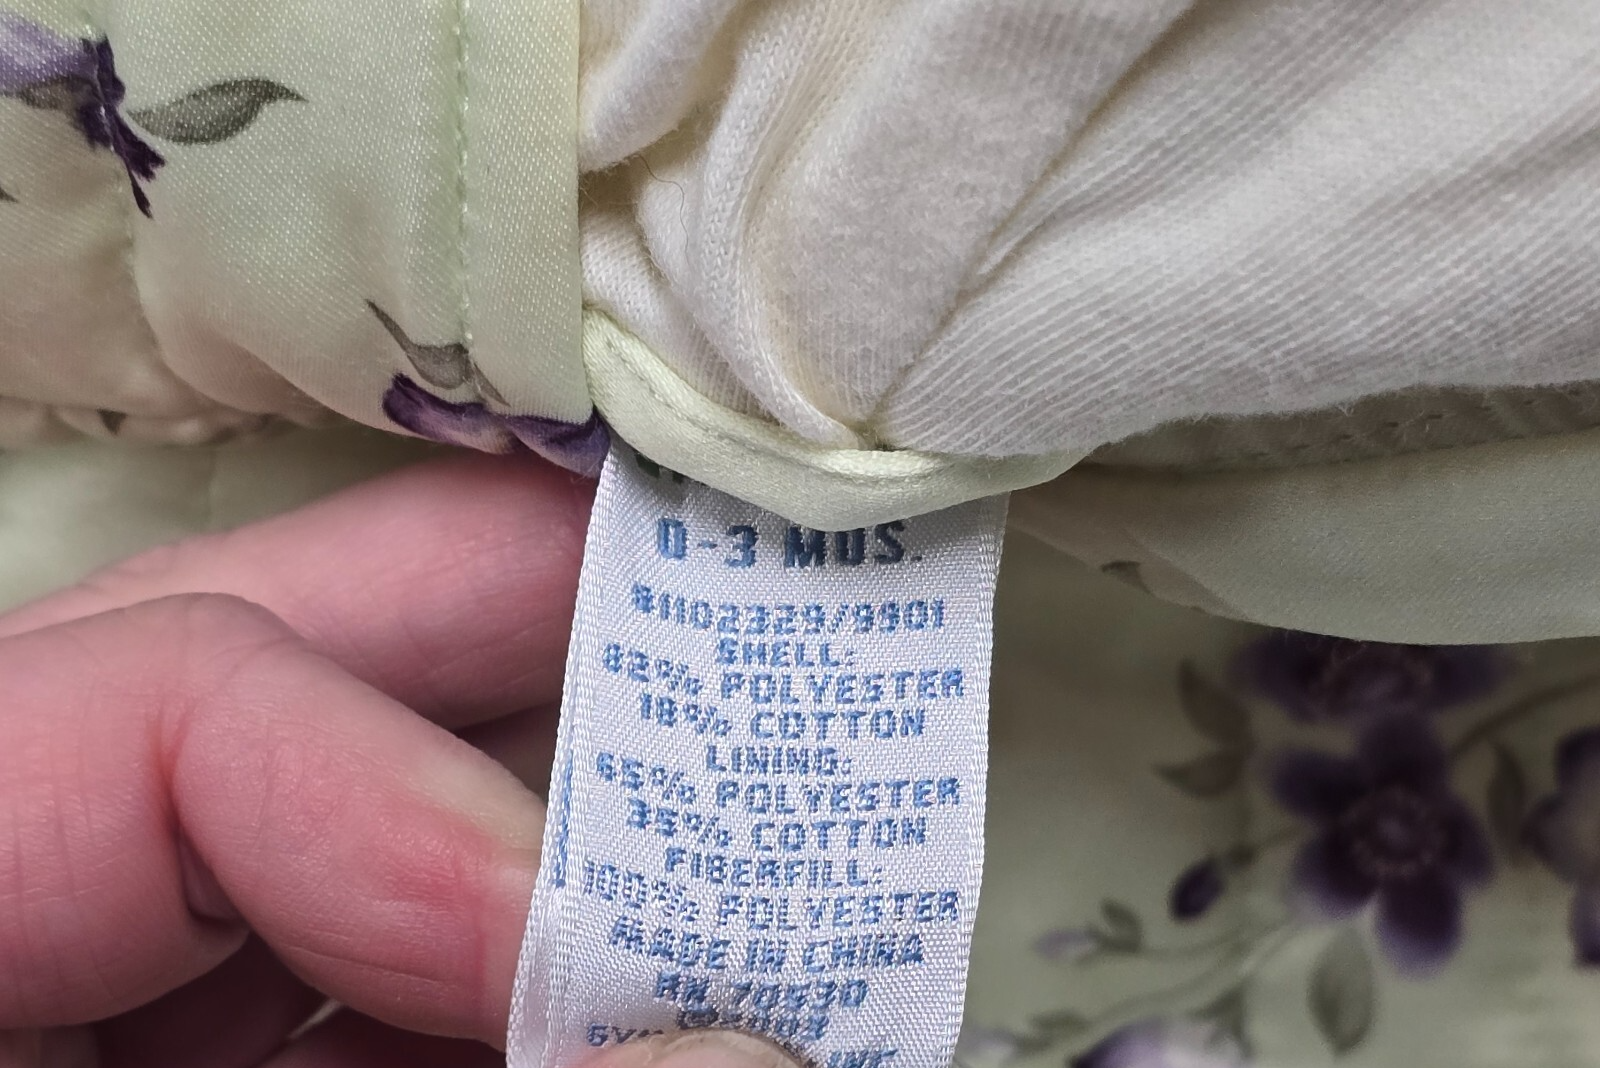 0-3 MOS.
81102329/9901
SHELL:
82% POLYESTER
18% COTTON
LINING:
65% POLYESTER
35% COTTON
FIBERFILL:
100% POLYESTER
MADE IN CHINA
RN 70530